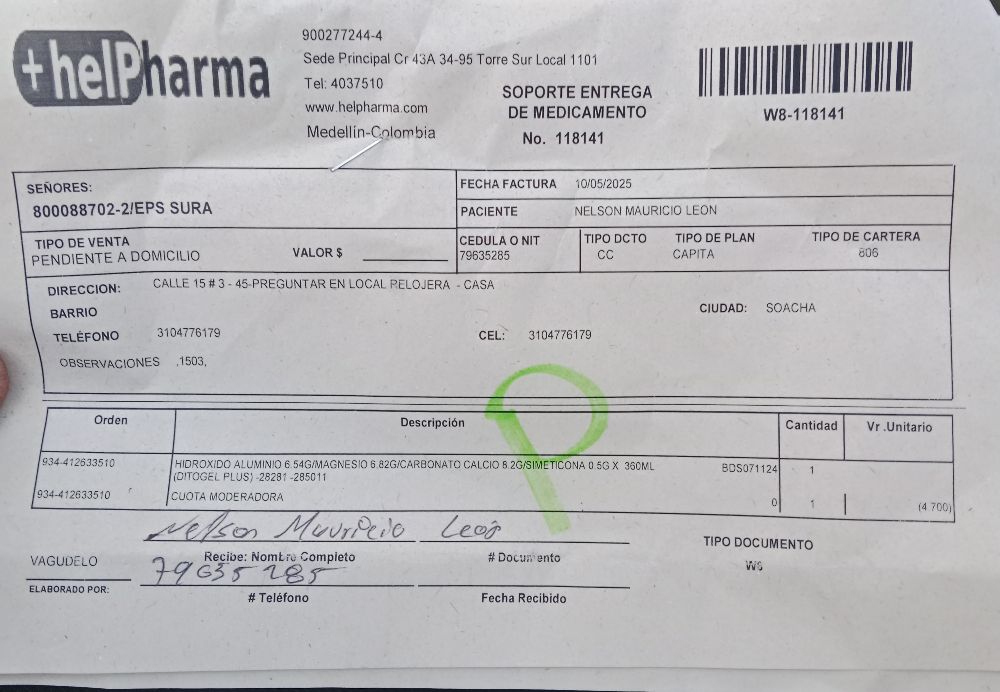 +helPharma
900277244-4
Sede Principal Cr 43A 34-95 Torre Sur Local 1101
Tel: 4037510
www.helpharma.com
Medellín-Colombia
SOPORTE ENTREGA
DE MEDICAMENTO
No. 118141
W8-118141
SEÑORES:
800088702-2/EPS SURA
FECHA FACTURA 10/05/2025
PACIENTE NELSON MAURICIO LEON
TIPO DE VENTA
PENDIENTE A DOMICILIO
VALOR $
CEDULA O NIT
79635285
TIPO DCTO
CC
TIPO DE PLAN
CAPITA
TIPO DE CARTERA
806
DIRECCION: CALLE 15 # 3 - 45-PREGUNTAR EN LOCAL RELOJERA - CASA
BARRIO
CIUDAD: SOACHA
TELÉFONO 3104776179
CEL: 3104776179
OBSERVACIONES .1503,
P
Orden Descripción Cantidad Vr .Unitario
934-412633510 HIDROXIDO ALUMINIO 6.54G/MAGNESIO 6.82G/CARBONATO CALCIO 8.2G/SIMETICONA 0.5G X 360ML BDS071124 1
(DITOGEL PLUS) -28281 -285011
934-412633510 CUOTA MODERADORA 0 1 (4 700)
Nelson Mauricio León
Recibe: Nombre Completo # Documento
TIPO DOCUMENTO
W8
VAGUDELO
79635285
ELABORADO POR:
# Teléfono Fecha Recibido